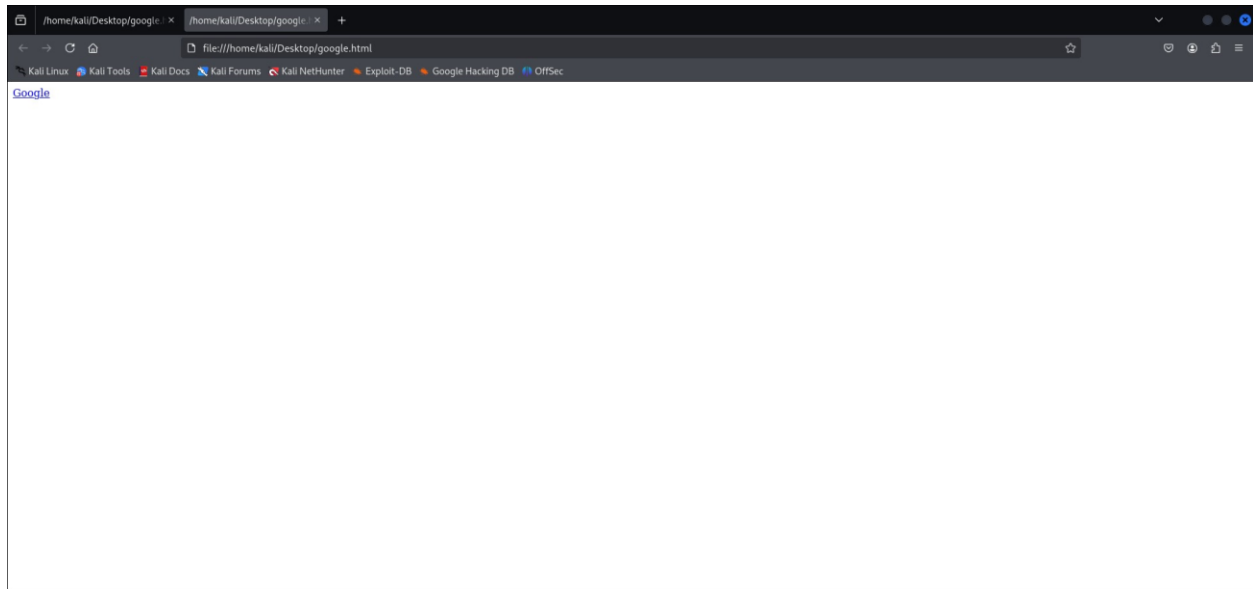 /home/kali/Desktop/google. /home/kali/Desktop/google.
file:///home/kali/Desktop/google.html
Kali Linux Kali Tools Kali Docs Kali Forums Kali NetHunter Exploit-DB Google Hacking DB OffSec
Google